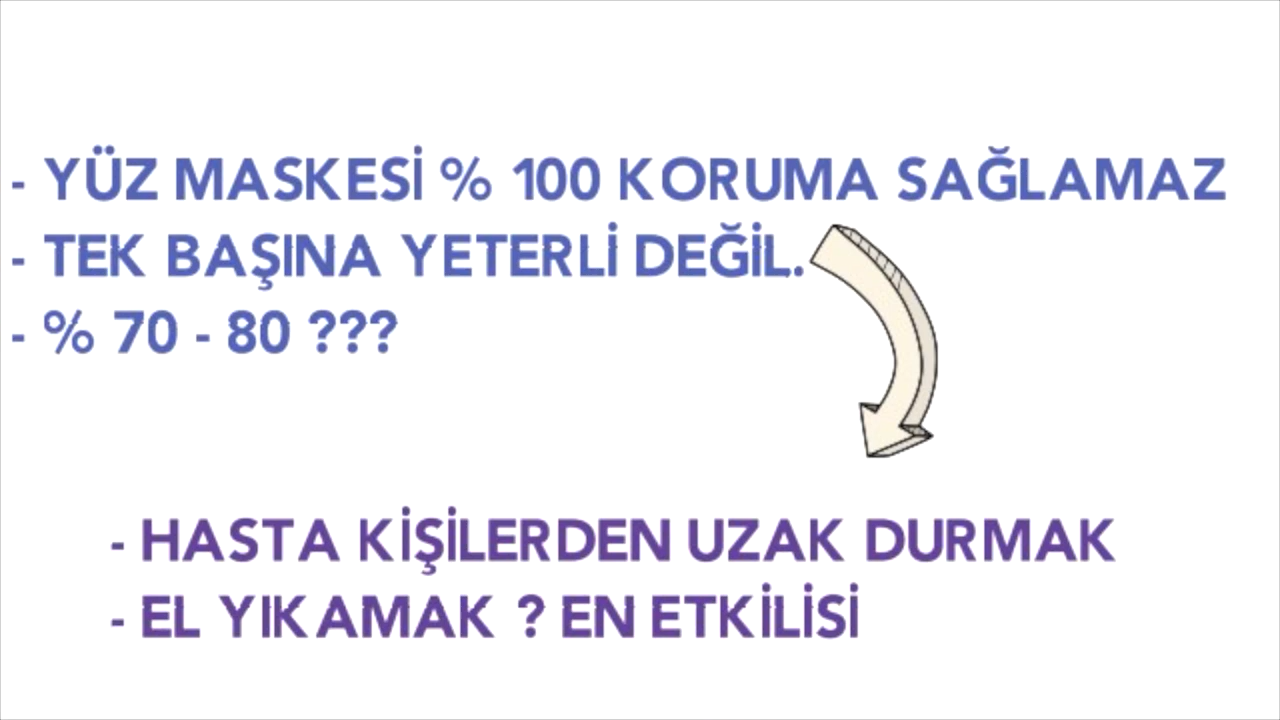 - YÜZ MASKESİ % 100 KORUMA SAĞLAMAZ
- TEK BAŞINA YETERLİ DEĞİL.
- % 70 - 80 ???
- HASTA KİŞİLERDEN UZAK DURMAK
- EL YIKAMAK ? EN ETKİLİSİ